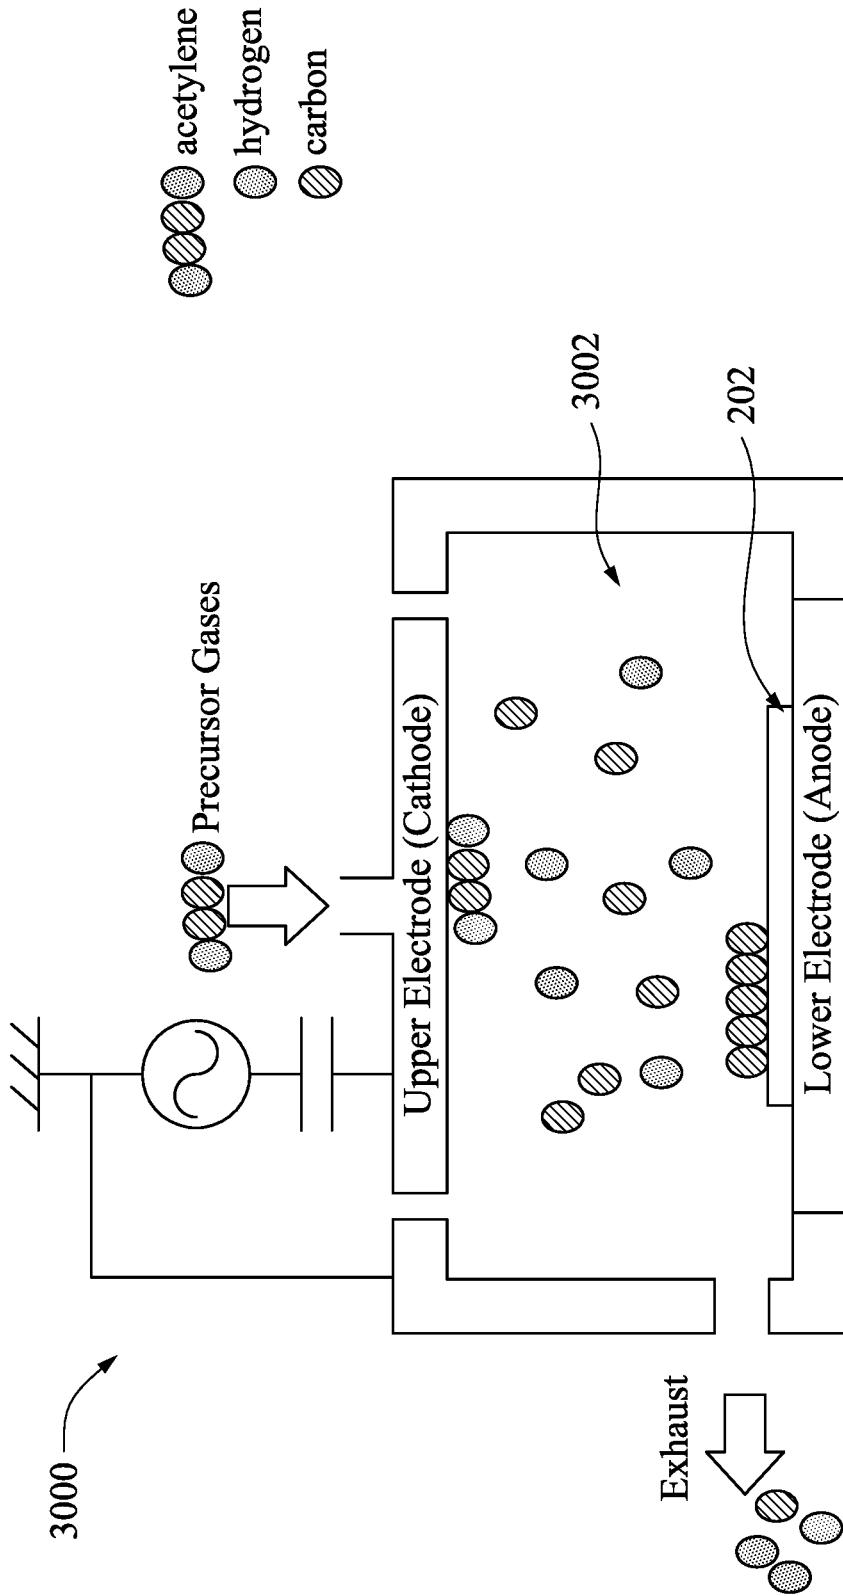 3000
Precursor Gases
acetylene
hydrogen
carbon
Upper Electrode (Cathode)
3002
202
Exhaust
Lower Electrode (Anode)